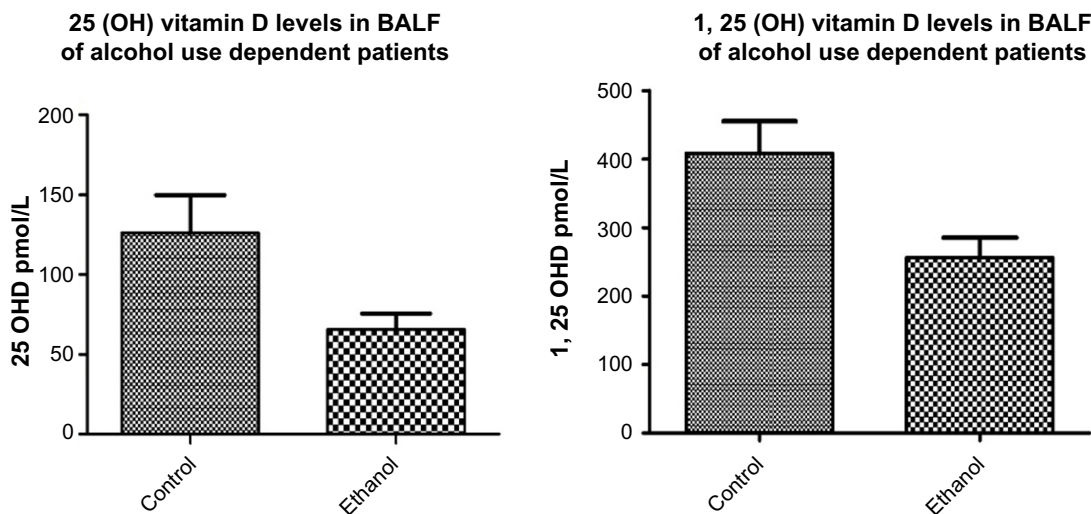 25 (OH) vitamin D levels in BALF
of alcohol use dependent patients
200
150
100
50
0
25 OHD pmol/L
Control
Ethanol
1, 25 (OH) vitamin D levels in BALF
of alcohol use dependent patients
500
400
300
200
100
0
1, 25 OHD pmol/L
Control
Ethanol